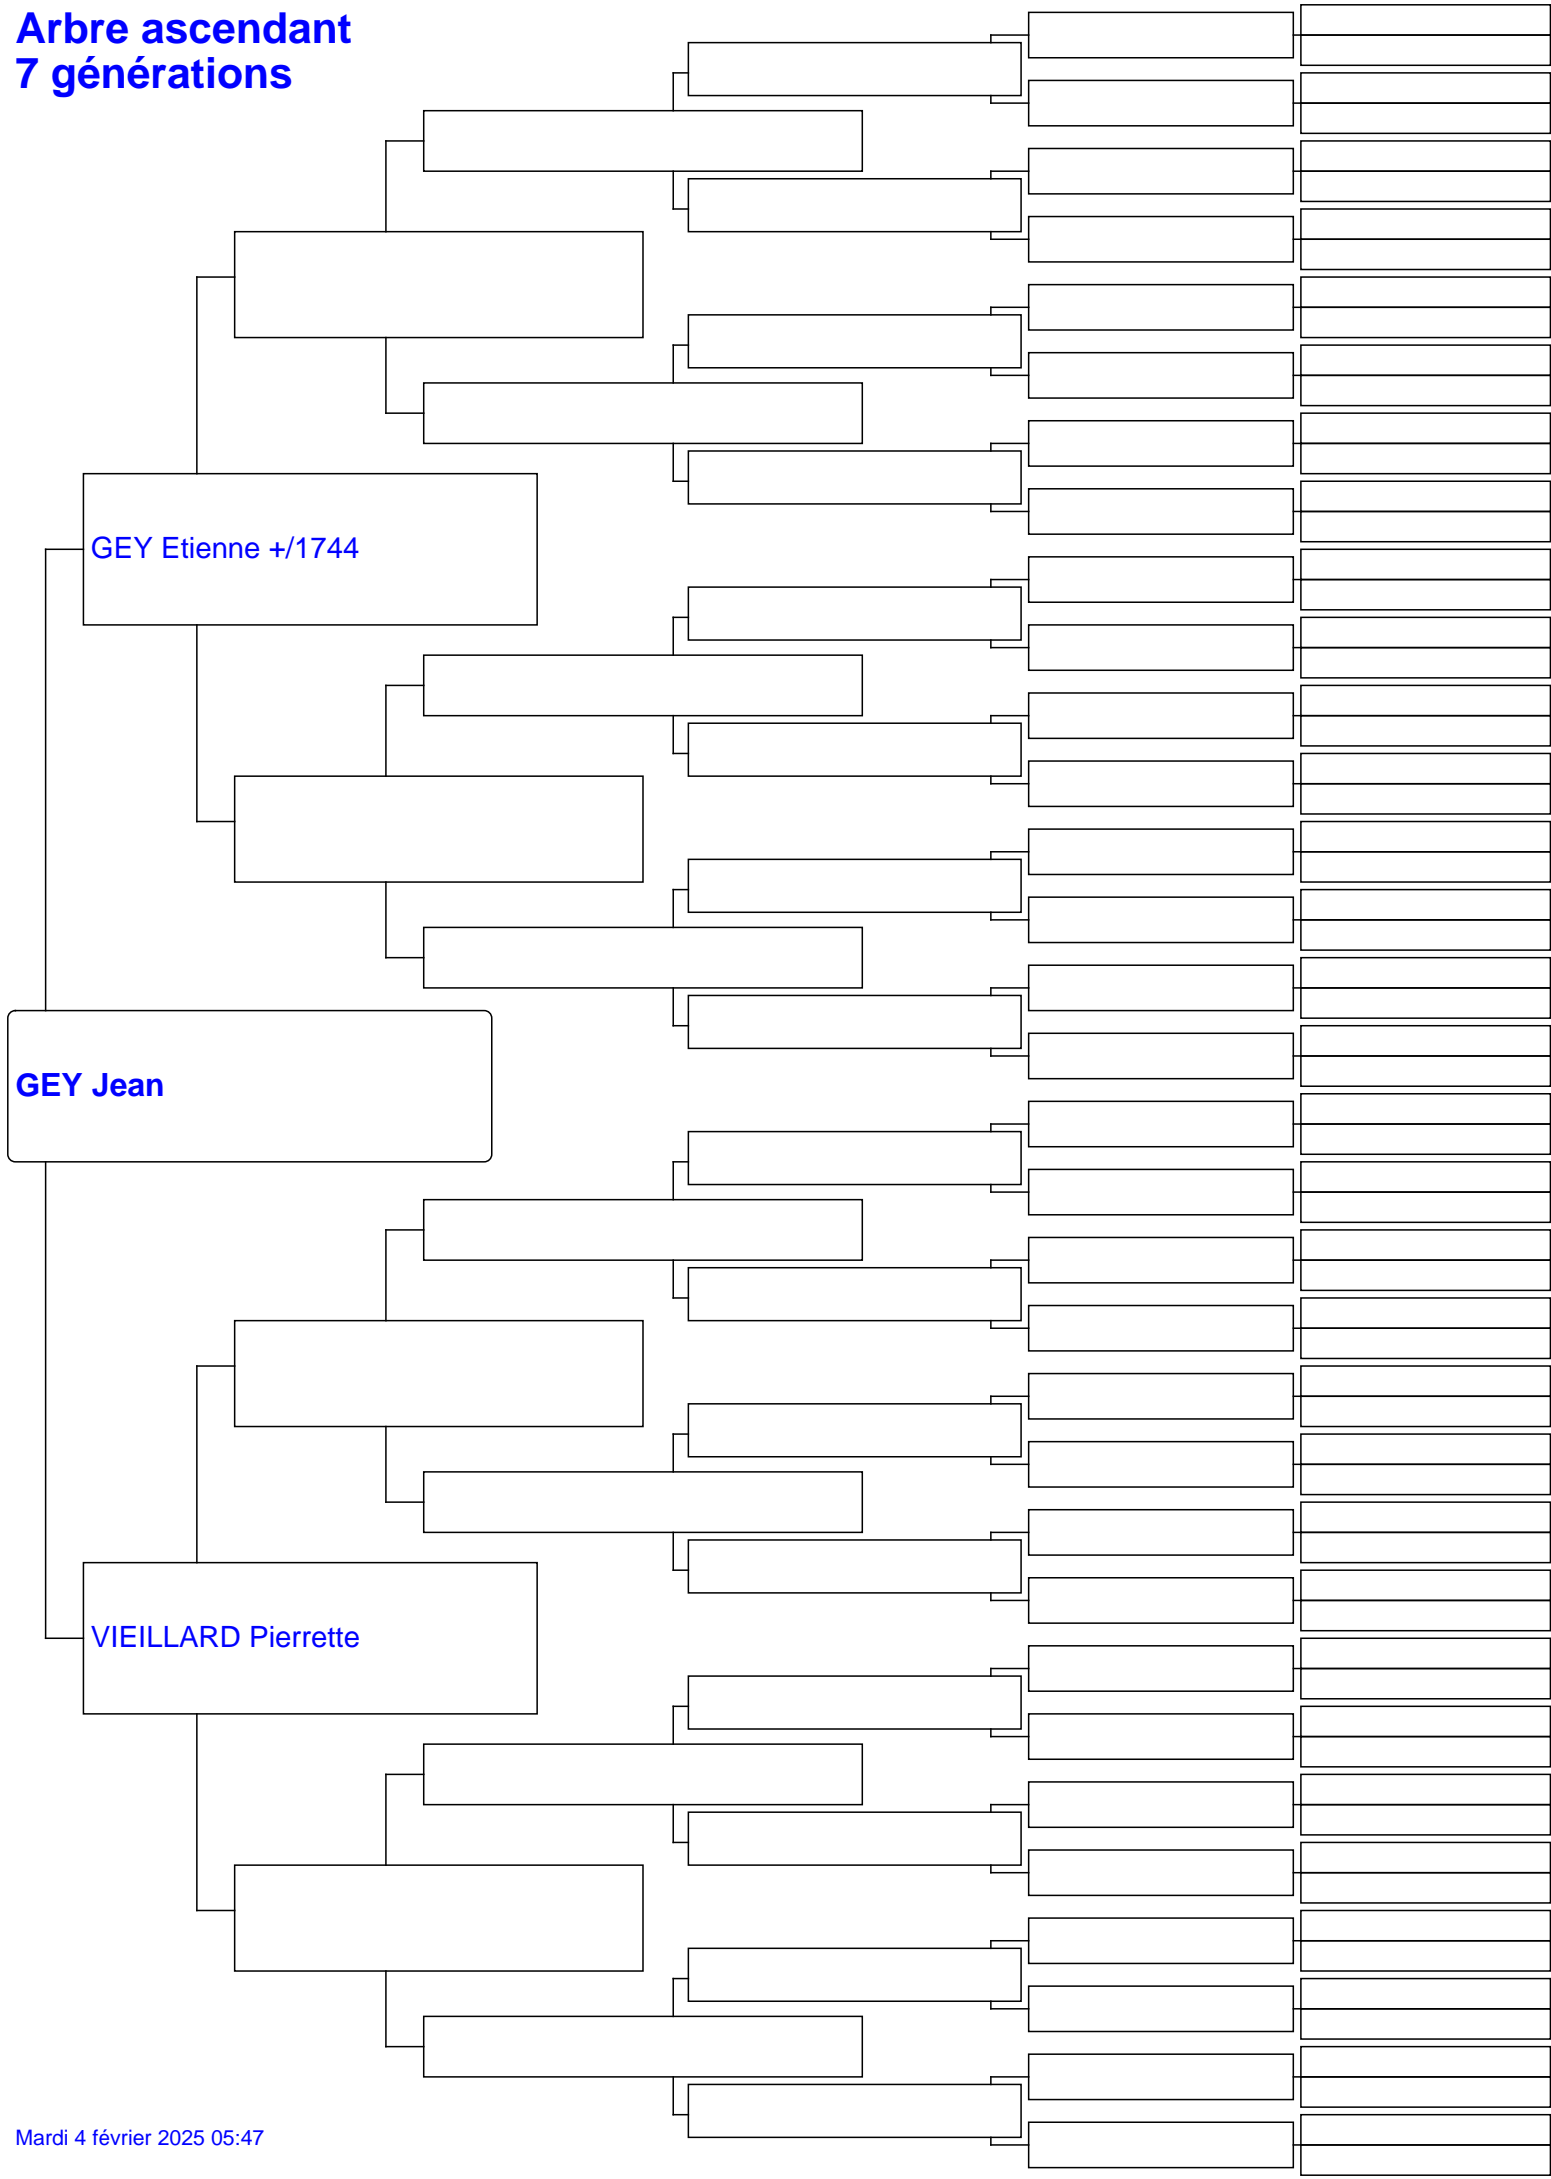 Arbre ascendant
7 générations
GEY Etienne +/1744
GEY Jean
VIEILLARD Pierrette
Mardi 4 février 2025 05:47